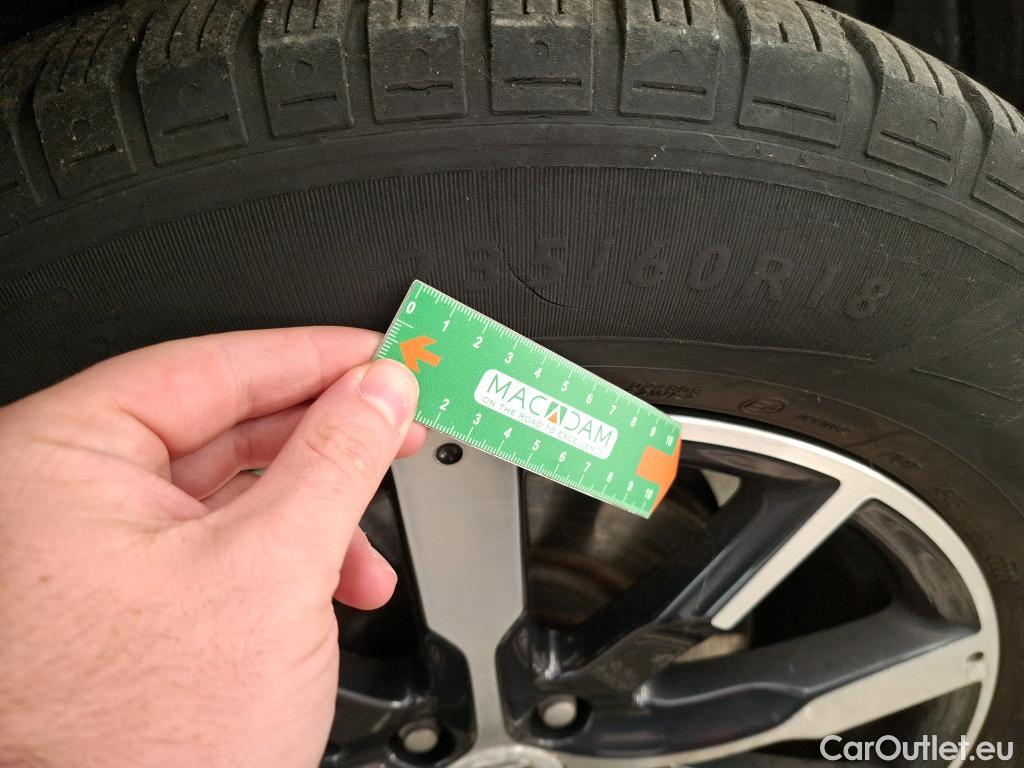 235/60R18
0 1 2 3 4 5 6 7 8 9 10
MACADAM
ON THE ROAD TO EXCELLENCE
2 3 4 5 6 7 8 9 10
CarOutlet.eu